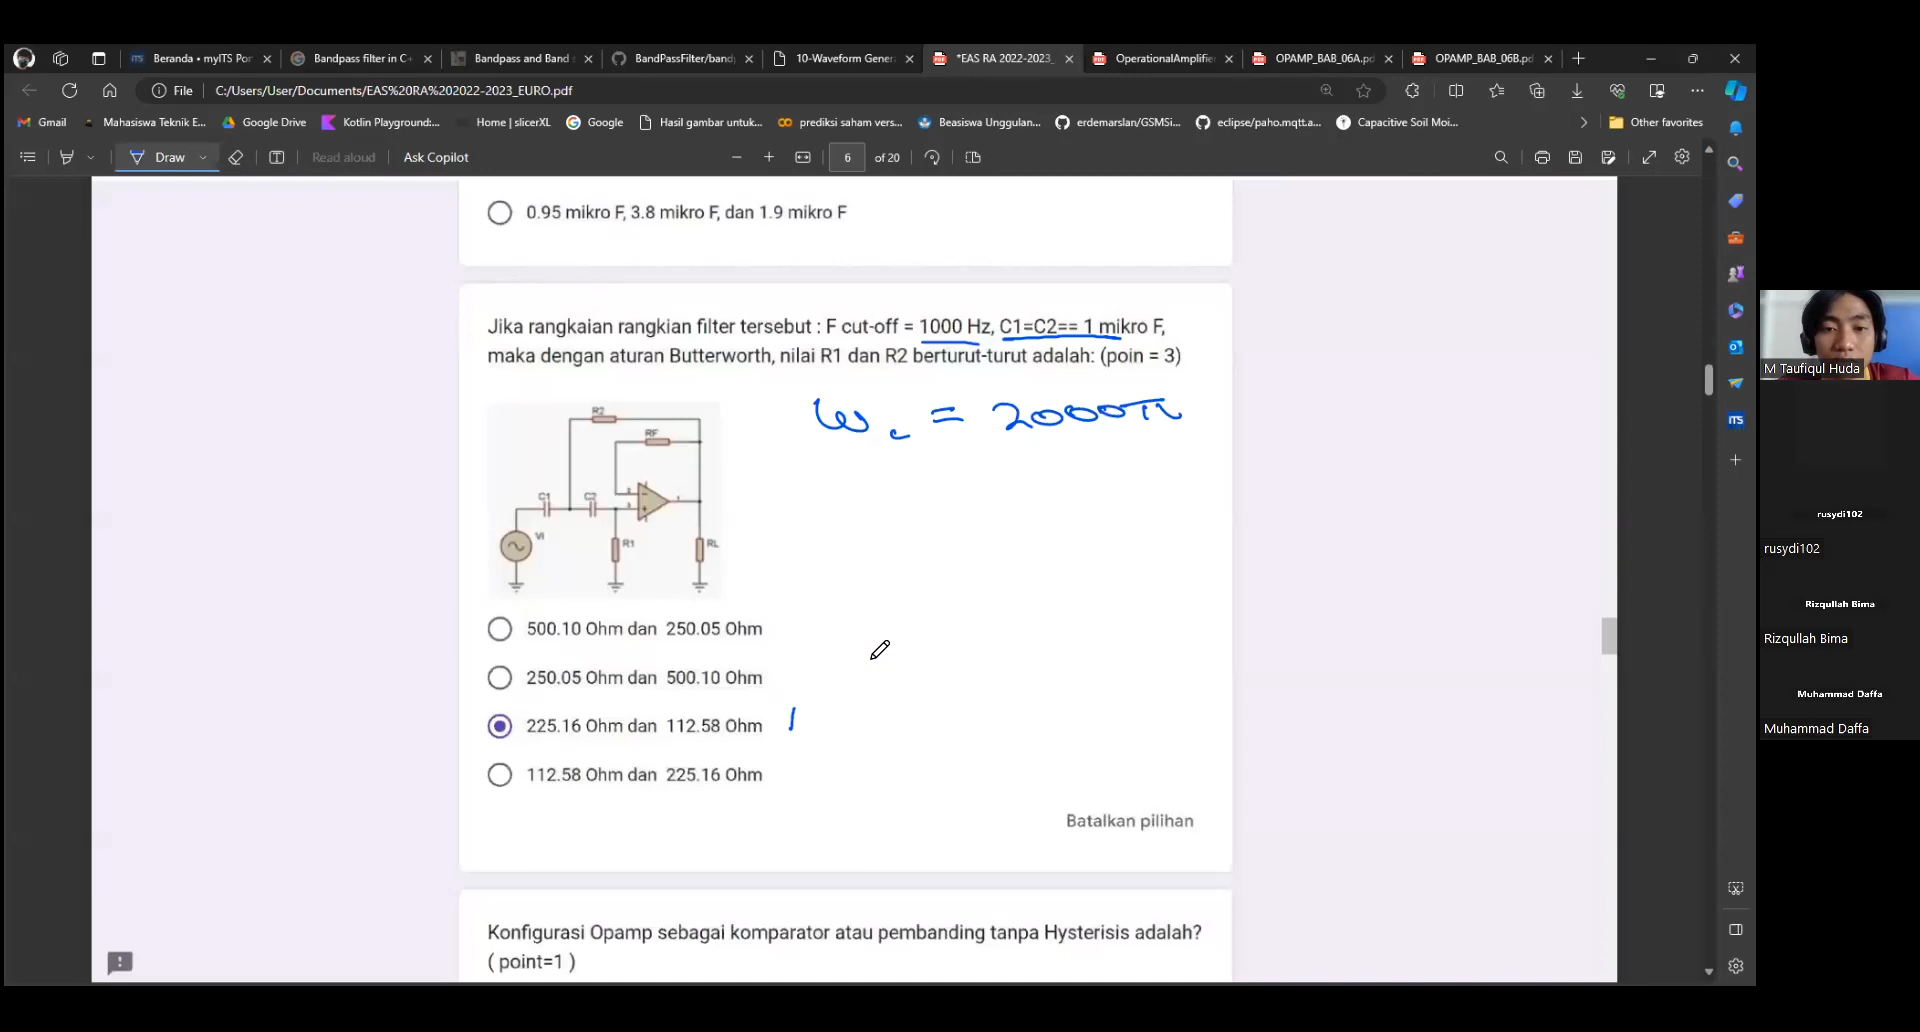 Beranda • myITS Por
Bandpass filter in C+
Bandpass and Band
BandPassFilter/band
10-Waveform Gener
*EAS RA 2022-2023_
OperationalAmplifier
OPAMP_BAB_06A.pd
OPAMP_BAB_06B.pd
File
C:/Users/User/Documents/EAS%20RA%202022-2023_EURO.pdf
Gmail
Mahasiswa Teknik E...
Google Drive
Kotlin Playground:...
Home | slicerXL
Google
Hasil gambar untuk...
prediksi saham vers...
Beasiswa Unggulan...
erdemarslan/GSMSi...
eclipse/paho.mqtt.a...
Capacitive Soil Moi...
Other favorites
Draw
Read aloud
Ask Copilot
6 of 20
0.95 mikro F, 3.8 mikro F, dan 1.9 mikro F
Jika rangkaian rangkian filter tersebut : F cut-off = 1000 Hz, C1=C2== 1 mikro F,
maka dengan aturan Butterworth, nilai R1 dan R2 berturut-turut adalah: (poin = 3)
ω c = 2000π
R2
RF
C1
C2
VI
R1
RL
500.10 Ohm dan 250.05 Ohm
250.05 Ohm dan 500.10 Ohm
225.16 Ohm dan 112.58 Ohm
112.58 Ohm dan 225.16 Ohm
Batalkan pilihan
Konfigurasi Opamp sebagai komparator atau pembanding tanpa Hysterisis adalah?
( point=1 )
ITS
M Taufiqul Huda
rusydi102
rusydi102
Rizqullah Bima
Rizqullah Bima
Muhammad Daffa
Muhammad Daffa